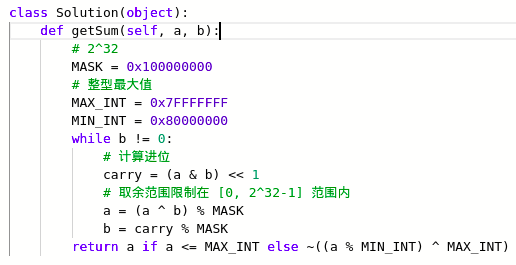 class Solution(object):
    def getSum(self, a, b):
        # 2^32
        MASK = 0x100000000
        # 整型最大值
        MAX_INT = 0x7FFFFFFF
        MIN_INT = 0x80000000
        while b != 0:
            # 计算进位
            carry = (a & b) << 1
            # 取余范围限制在 [0, 2^32-1] 范围内
            a = (a ^ b) % MASK
            b = carry % MASK
        return a if a <= MAX_INT else ~((a % MIN_INT) ^ MAX_INT)